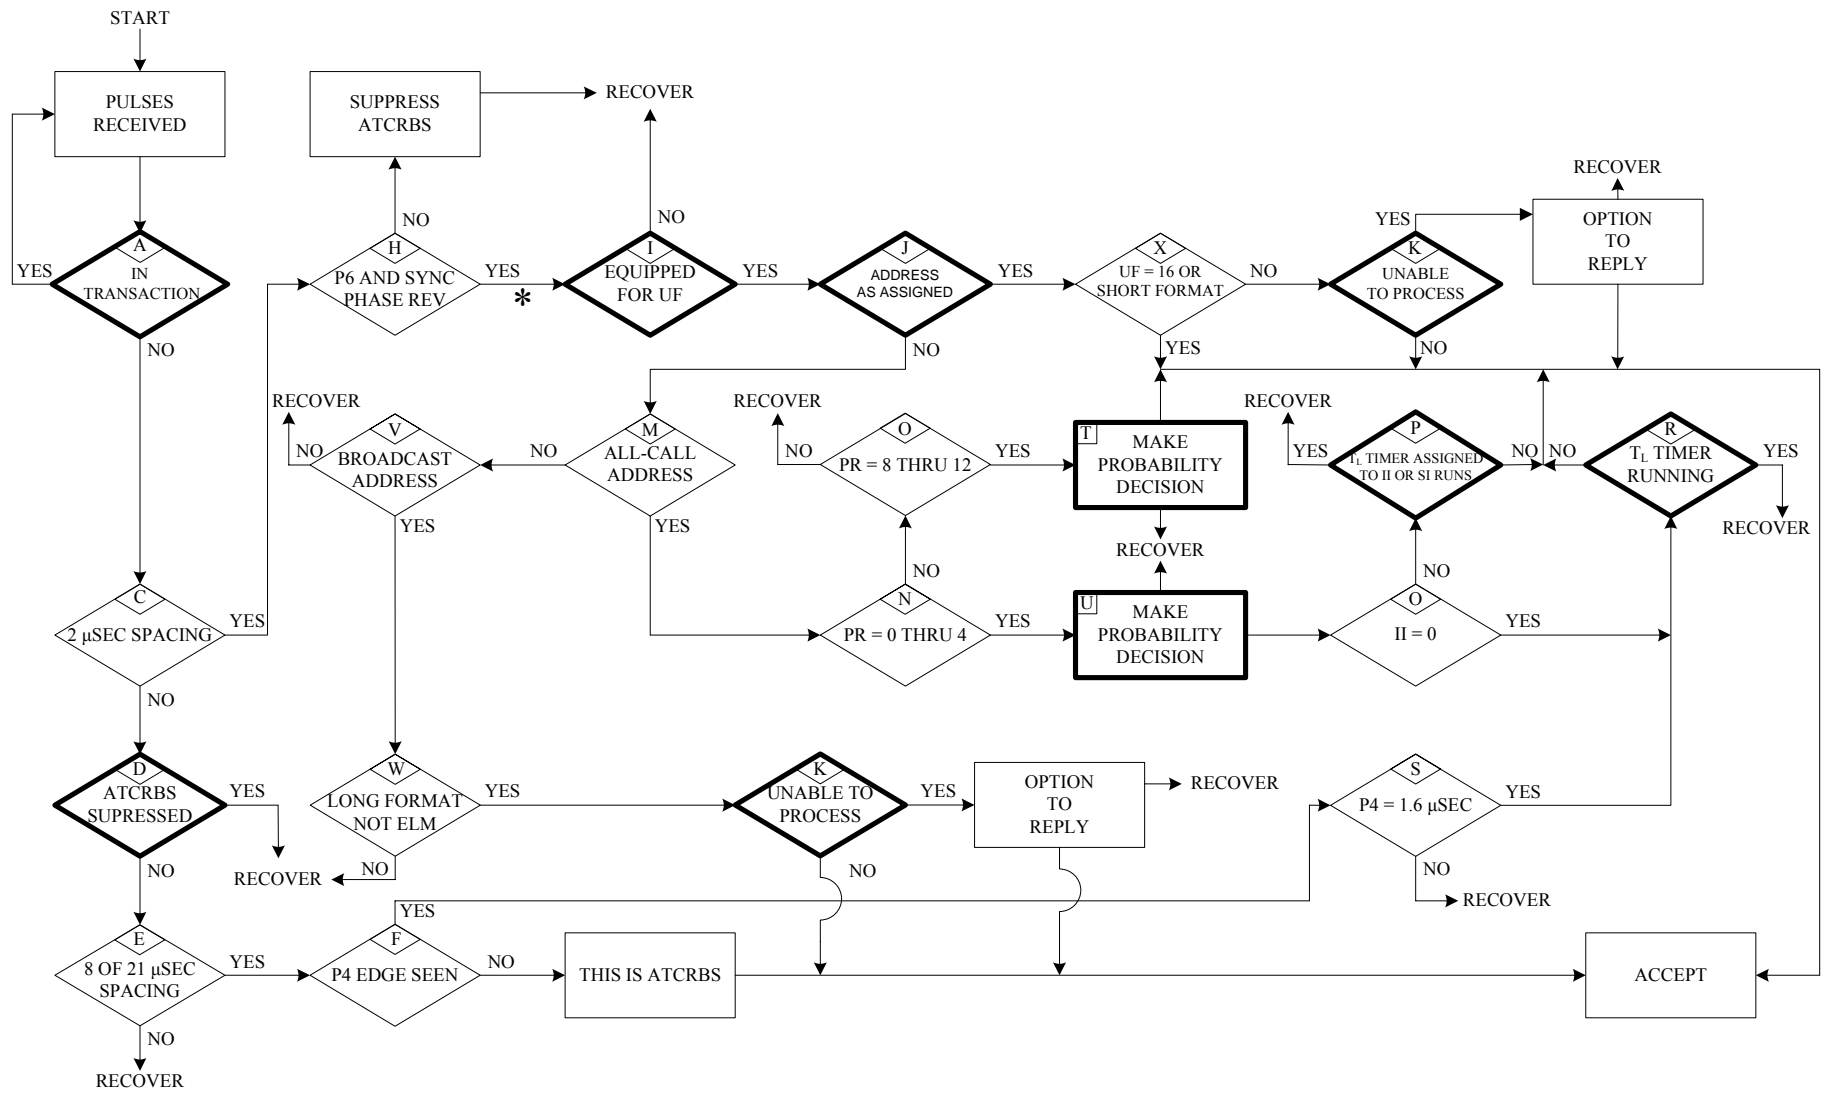 START
PULSES
RECEIVED
SUPPRESS
ATCRBS
RECOVER
RECOVER
OPTION
TO
REPLY
NO
NO
YES
A
IN
TRANSACTION
YES
NO
H
P6 AND SYNC
PHASE REV
YES
*
I
EQUIPPED
FOR UF
YES
J
ADDRESS
AS ASSIGNED
YES
NO
X
UF = 16 OR
SHORT FORMAT
NO
YES
K
UNABLE
TO PROCESS
NO
RECOVER
V
BROADCAST
ADDRESS
NO
YES
M
ALL-CALL
ADDRESS
NO
YES
RECOVER
O
PR = 8 THRU 12
NO
YES
T
MAKE
PROBABILITY
DECISION
RECOVER
RECOVER
P
TL TIMER ASSIGNED
TO II OR SI RUNS
YES
NO
NO
R
TL TIMER
RUNNING
YES
RECOVER
C
2 μSEC SPACING
YES
NO
NO
N
PR = 0 THRU 4
YES
U
MAKE
PROBABILITY
DECISION
NO
O
II = 0
YES
D
ATCRBS
SUPRESSED
YES
NO
RECOVER
W
LONG FORMAT
NOT ELM
YES
NO
K
UNABLE TO
PROCESS
YES
NO
OPTION
TO
REPLY
RECOVER
S
P4 = 1.6 μSEC
YES
NO
RECOVER
E
8 OF 21 μSEC
SPACING
YES
NO
RECOVER
YES
F
P4 EDGE SEEN
NO
THIS IS ATCRBS
ACCEPT